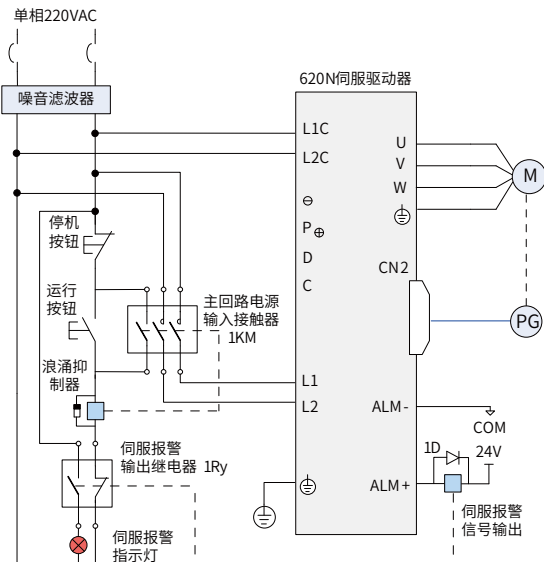 单相220VAC
噪音滤波器
620N伺服驱动器
L1C
L2C
U
V
W
M
⊖
P⊕
D
C
CN2
PG
停机
按钮
运行
按钮
主回路电源
输入接触器
1KM
浪涌抑
制器
L1
L2
ALM-
COM
1D
24V
ALM+
伺服报警
输出继电器 1Ry
伺服报警
信号输出
伺服报警
指示灯